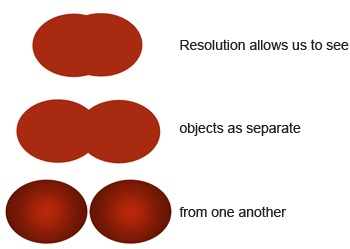 Resolution allows us to see
objects as separate
from one another